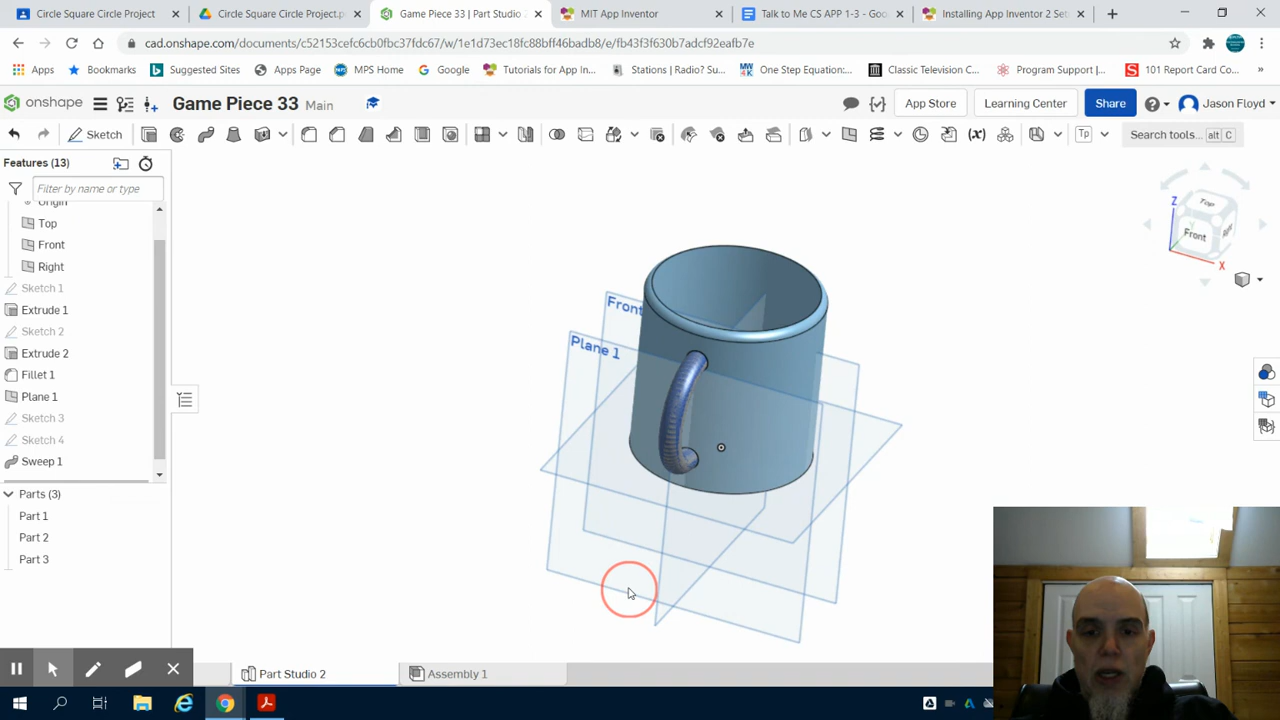 Circle Square Circle Project
Circle Square Circle Project.p
Game Piece 33 | Part Studio
MIT App Inventor
Talk to Me CS APP 1-3 - Goo
Installing App Inventor 2 Set
cad.onshape.com/documents/c52153cefc6cb0fbc37fdc67/w/1e1d73ec18fc88bff46badb8/e/fb43f3f630b7adcf92eafb7e
Apps
Bookmarks
Suggested Sites
Apps Page
MPS Home
Google
Tutorials for App In...
Stations | Radio? Su...
One Step Equation:...
Classic Television C...
Program Support |...
101 Report Card Co...
onshape
Game Piece 33 Main
App Store
Learning Center
Share
Jason Floyd
Sketch
Tp
Search tools...
alt C
Features (13)
Filter by name or type
Origin
Top
Front
Right
Sketch 1
Extrude 1
Sketch 2
Extrude 2
Fillet 1
Plane 1
Sketch 3
Sketch 4
Sweep 1
Parts (3)
Part 1
Part 2
Part 3
Front
Plane 1
Z
Top
Y
Front
Right
X
Part Studio 2
Assembly 1